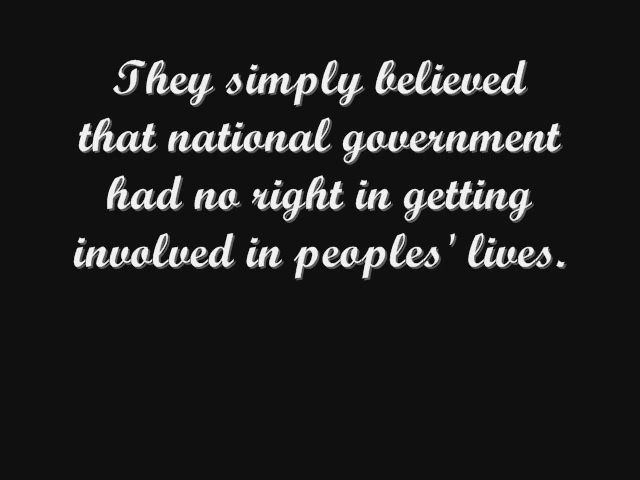 They simply believed
that national government
had no right in getting
involved in peoples' lives.